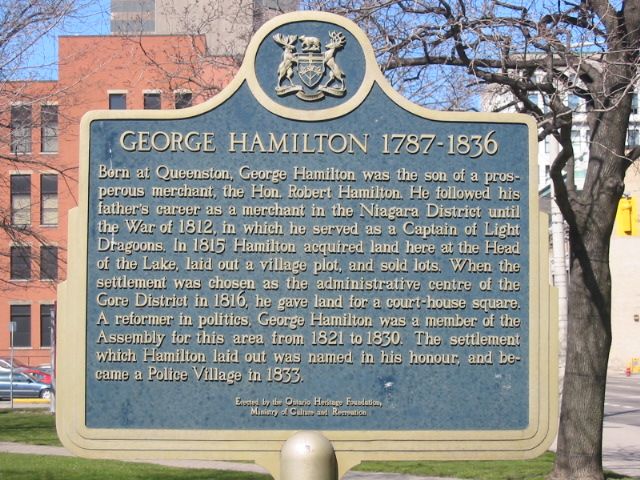 GEORGE HAMILTON 1787-1836
Born at Queenston, George Hamilton was the son of a pros-
perous merchant, the Hon. Robert Hamilton. He followed his
father's career as a merchant in the Niagara District until
the War of 1812, in which he served as a Captain of Light
Dragoons. In 1815 Hamilton acquired land here at the Head
of the Lake, laid out a village plot, and sold lots. When the
settlement was chosen as the administrative centre of the
Gore District in 1816, he gave land for a court-house square.
A reformer in politics, George Hamilton was a member of the
Assembly for this area from 1821 to 1830. The settlement
which Hamilton laid out was named in his honour, and be-
came a Police Village in 1833.
Erected by the Ontario Heritage Foundation,
Ministry of Culture and Recreation